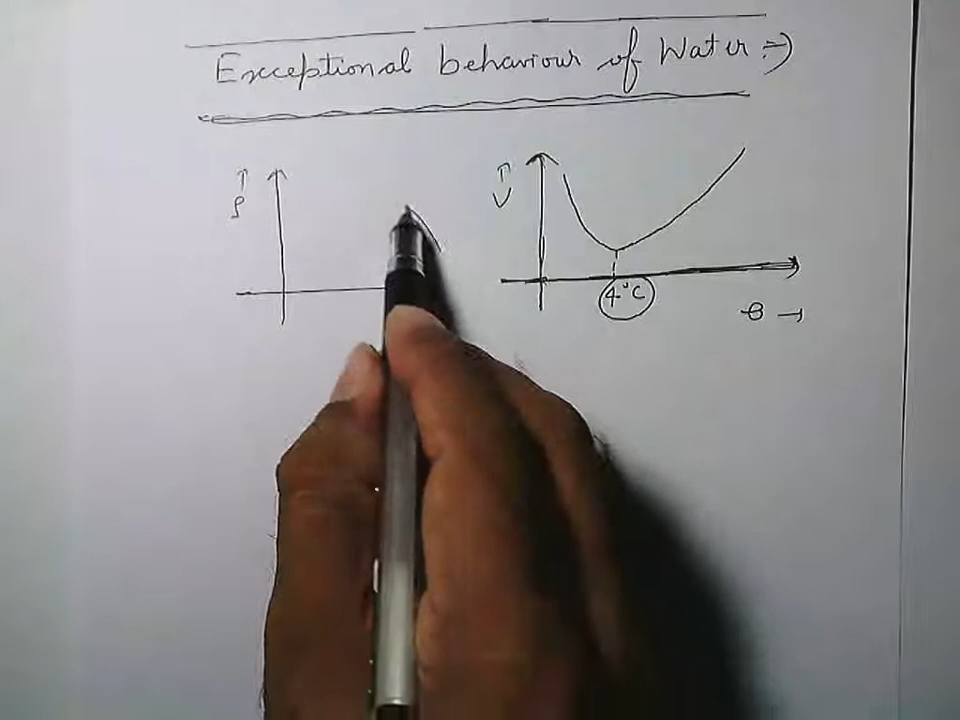 Exceptional behaviour of Water :-)
↑
ρ
↑
V
4°C
θ →